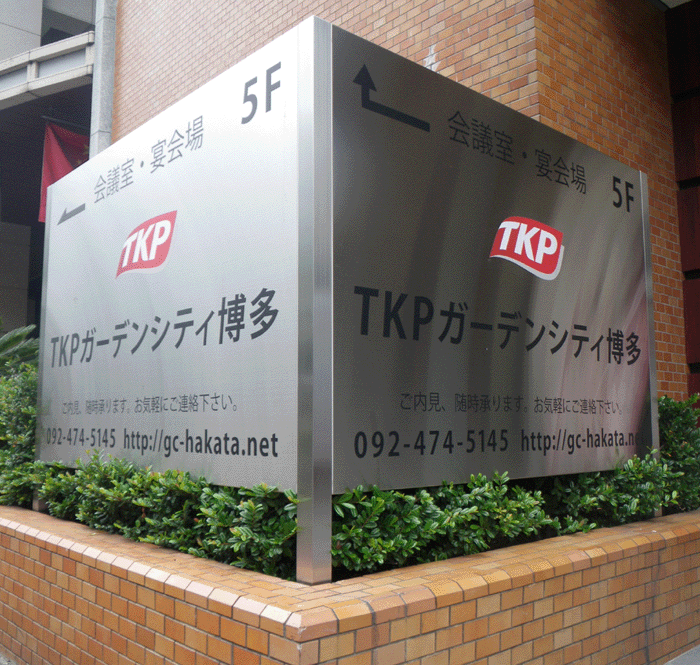 会議室・宴会場 5F
TKP
TKPガーデンシティ博多
ご内見、随時承ります。お気軽にご連絡下さい。
092-474-5145 http://gc-hakata.net
会議室・宴会場 5F
TKP
TKPガーデンシティ博多
ご内見、随時承ります。お気軽にご連絡下さい。
092-474-5145 http://gc-hakata.ne